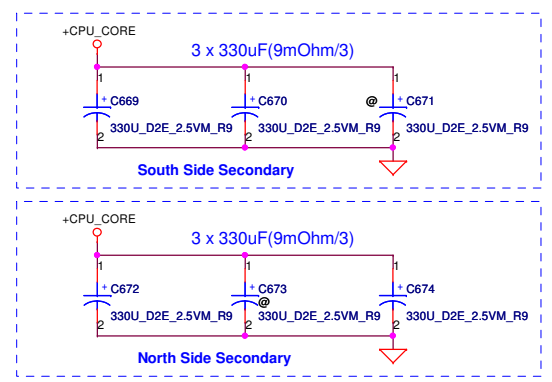 +CPU_CORE
3 x 330uF(9mOhm/3)
1 1 1
+ C669 + C670 @ + C671
330U_D2E_2.5VM_R9 330U_D2E_2.5VM_R9 330U_D2E_2.5VM_R9
2 2 2
South Side Secondary
+CPU_CORE
3 x 330uF(9mOhm/3)
1 1 1
+ C672 + C673 + C674
@
330U_D2E_2.5VM_R9 330U_D2E_2.5VM_R9 330U_D2E_2.5VM_R9
2 2 2
North Side Secondary